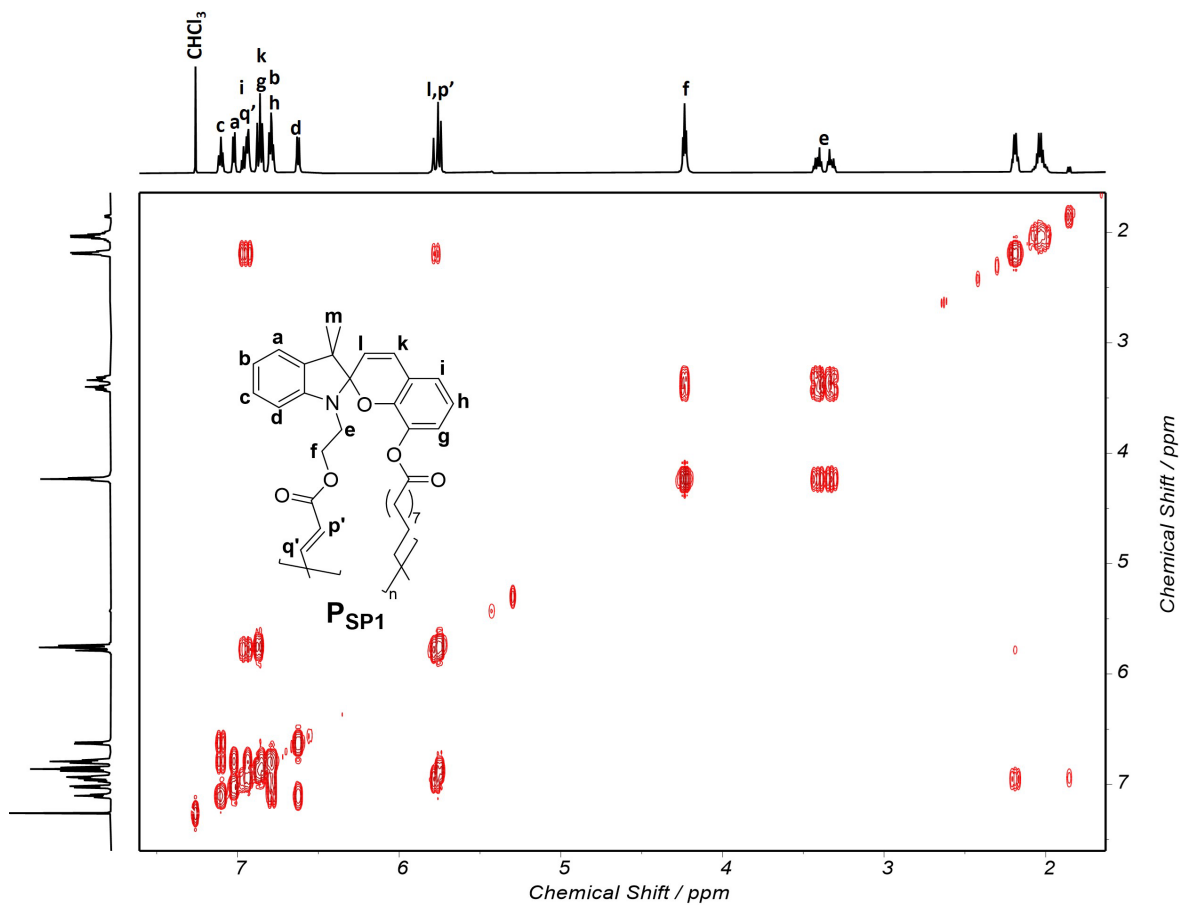 CHCl3
k
i g b
c a q' h d
l,p'
f
e
2
3
4
5
6
7
Chemical Shift / ppm
m
a l k
b i
c N O h
d e g
f O
O O O
( )7
p'
q'
n
PSP1
7 6 5 4 3 2
Chemical Shift / ppm